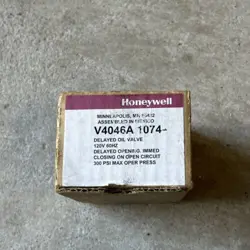 Honeywell
MINNEAPOLIS, MN
ASSEMBLED IN MEXICO
V4046A 1074
DELAYED OIL VALVE
120V 60HZ
DELAYED OPENING, IMMED
CLOSING ON OPEN CIRCUIT
300 PSI MAX OPER PRESS